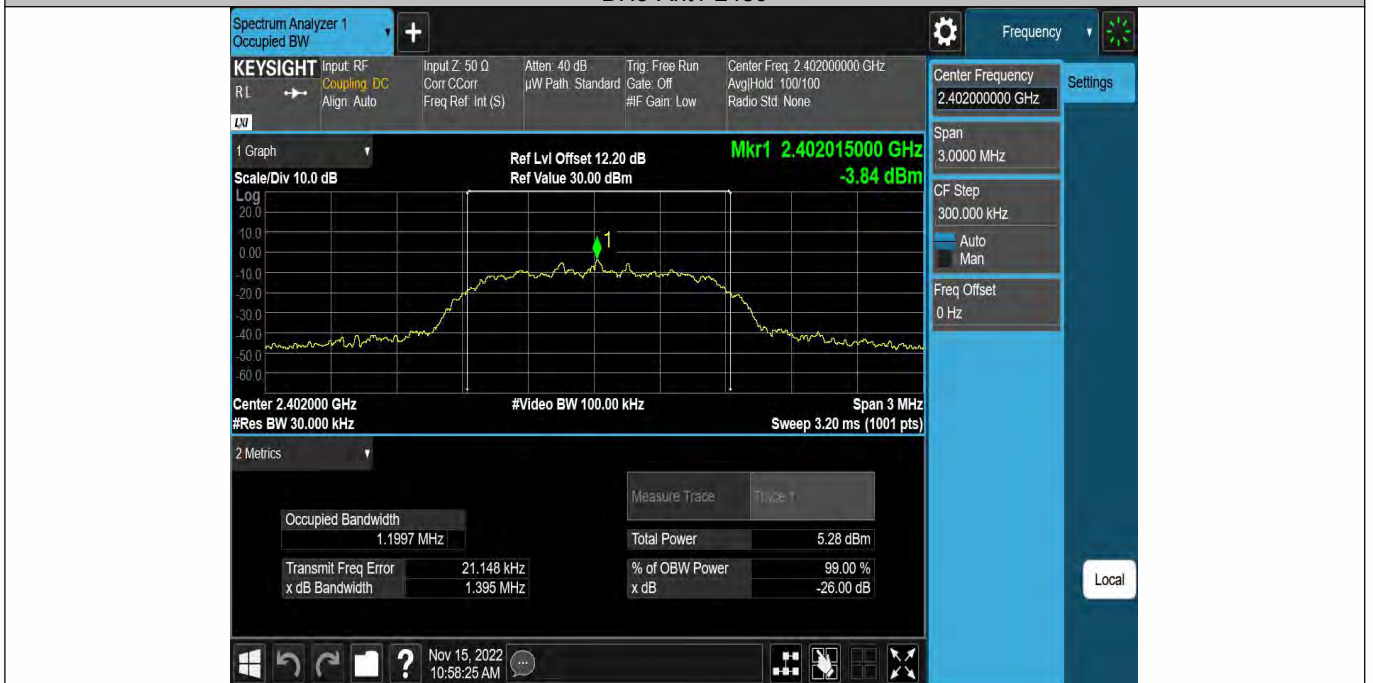 Spectrum Analyzer 1
Occupied BW
Frequency
KEYSIGHT
RL
LXI
Input: RF
Coupling: DC
Align: Auto
Input Z: 50 Ω
Corr CCorr
Freq Ref: Int (S)
Atten: 40 dB
µW Path: Standard
Trig: Free Run
Gate: Off
#IF Gain: Low
Center Freq: 2.402000000 GHz
Avg|Hold: 100/100
Radio Std: None
Center Frequency
2.402000000 GHz
Settings
Span
3.0000 MHz
CF Step
300.000 kHz
Auto
Man
Freq Offset
0 Hz
Local
1 Graph
Scale/Div 10.0 dB
Ref Lvl Offset 12.20 dB
Ref Value 30.00 dBm
Mkr1 2.402015000 GHz
-3.84 dBm
Log
20.0
10.0
0.00
-10.0
-20.0
-30.0
-40.0
-50.0
-60.0
1
Center 2.402000 GHz
#Video BW 100.00 kHz
Span 3 MHz
#Res BW 30.000 kHz
Sweep 3.20 ms (1001 pts)
2 Metrics
Measure Trace
Trace 1
Occupied Bandwidth
1.1997 MHz
Total Power 5.28 dBm
Transmit Freq Error 21.148 kHz
% of OBW Power 99.00 %
x dB Bandwidth 1.395 MHz
x dB -26.00 dB
Nov 15, 2022
10:58:25 AM